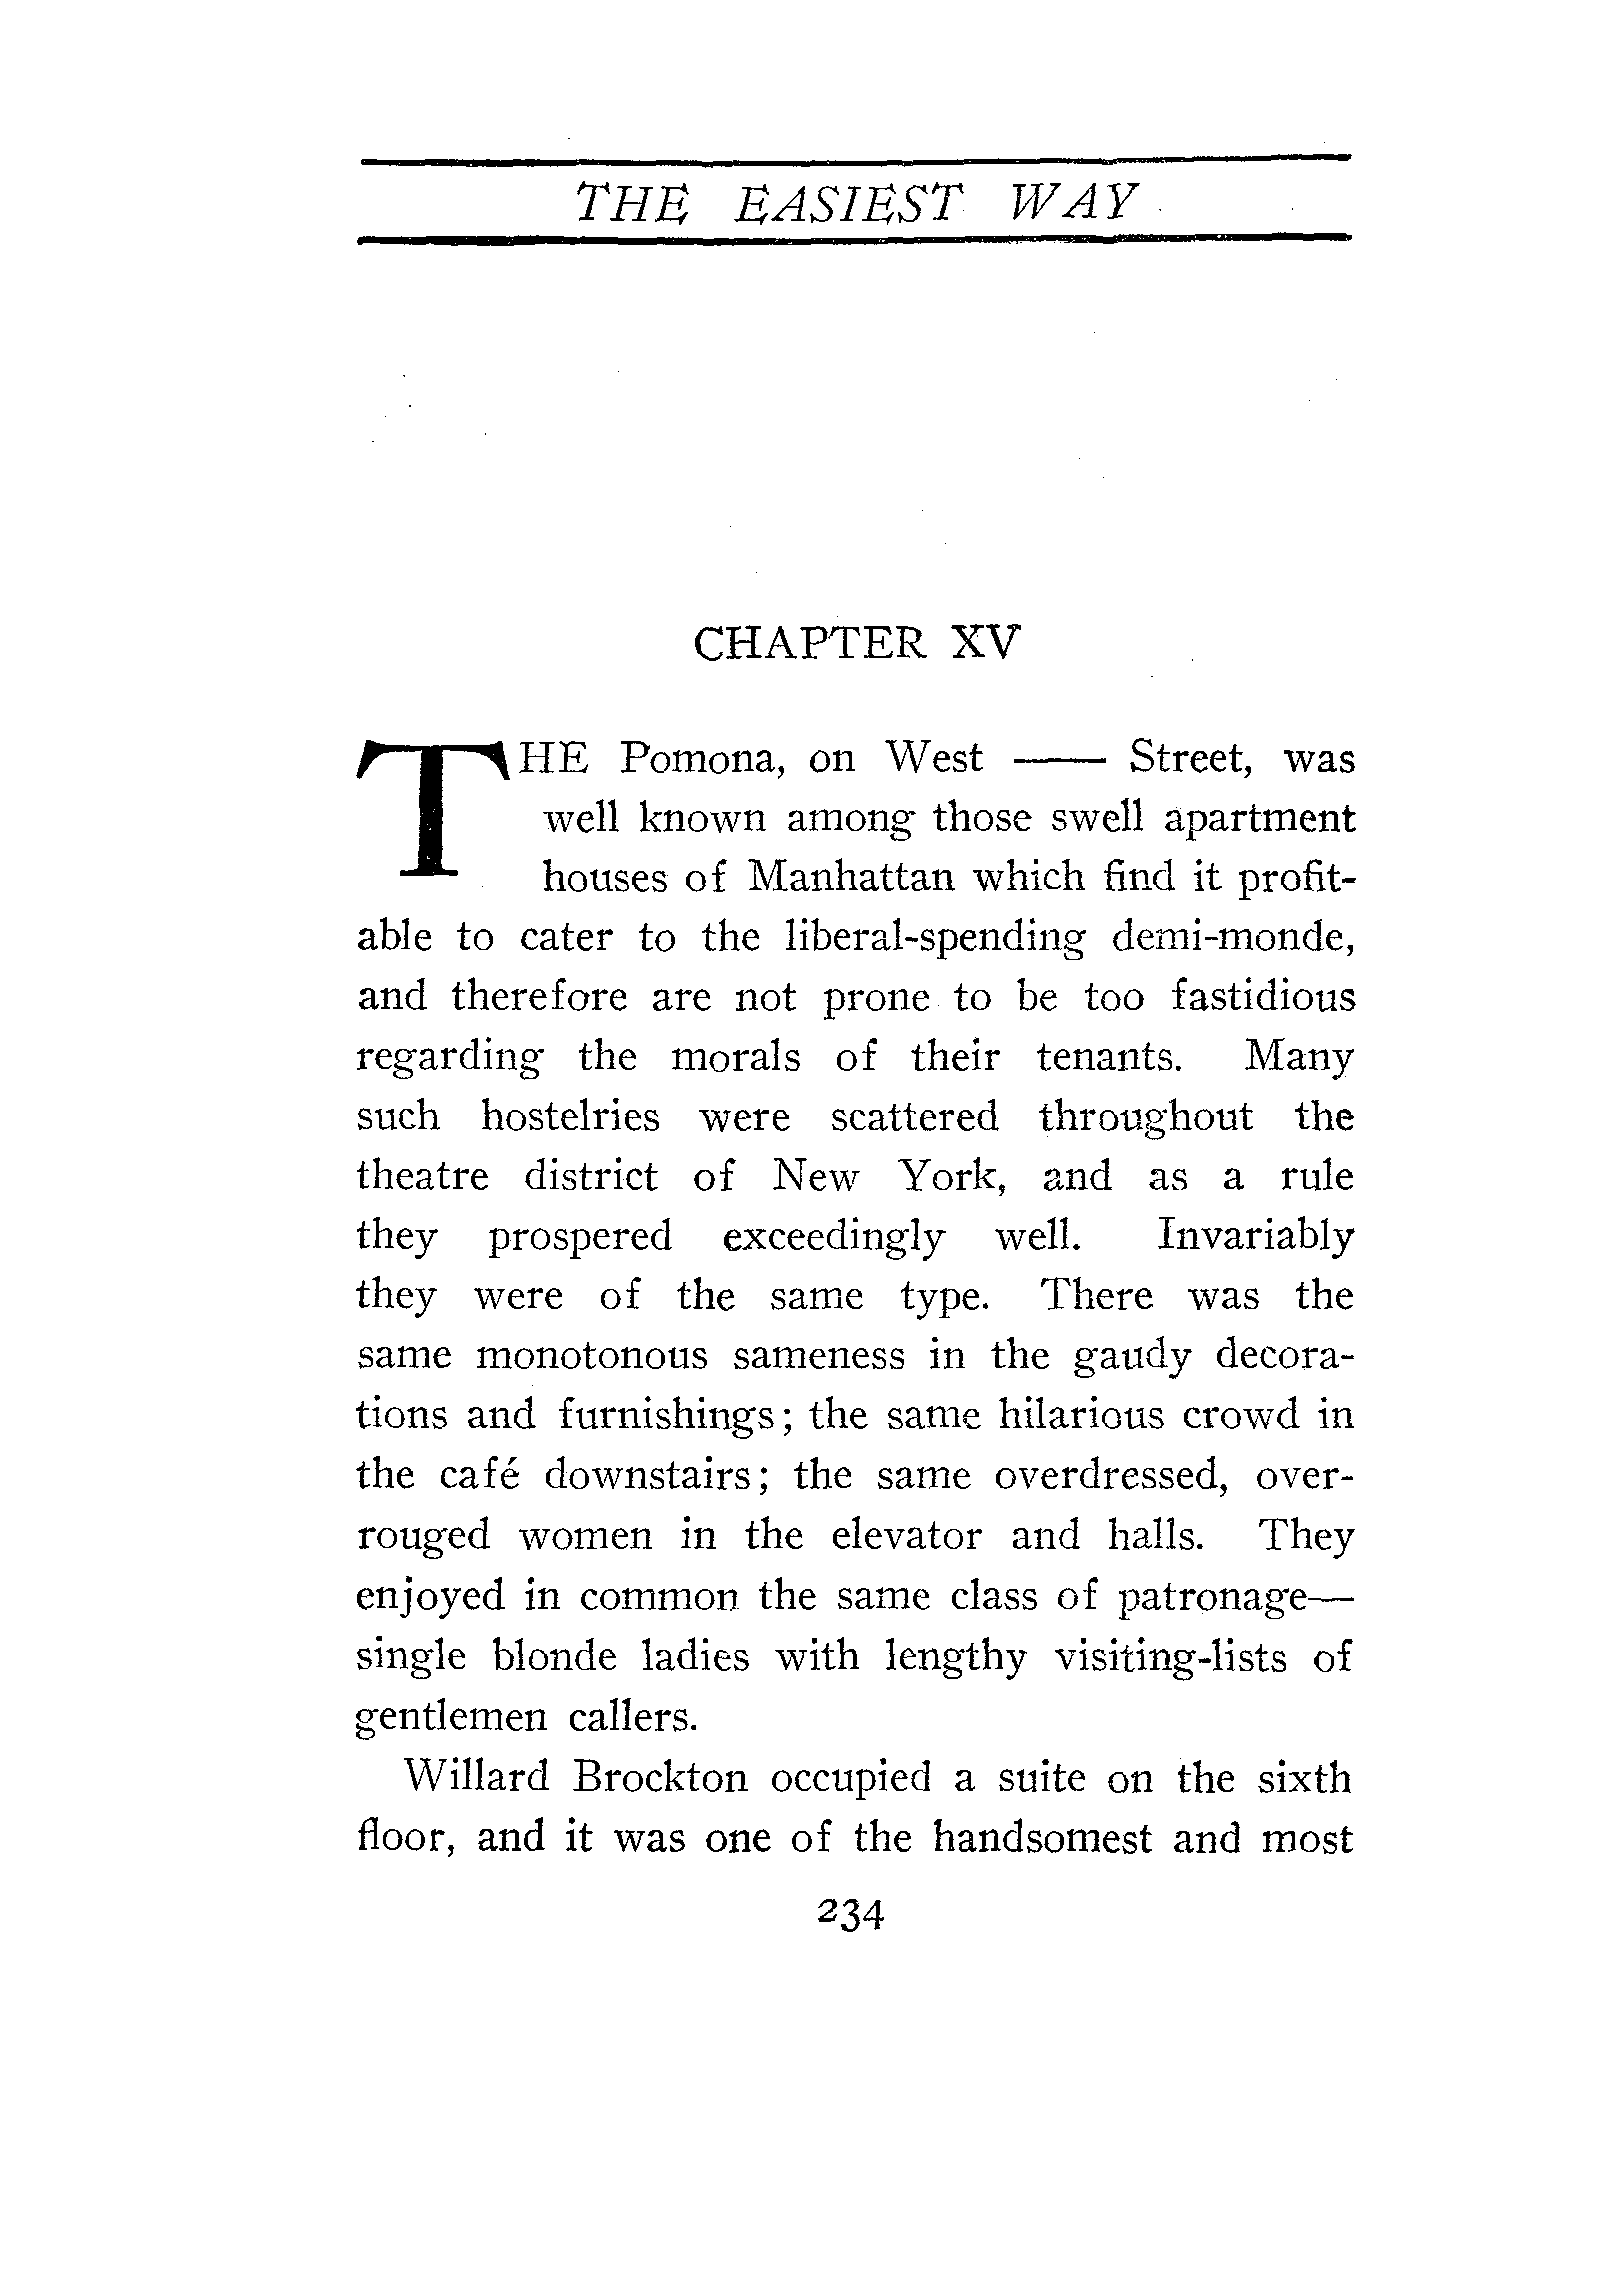 THE EASIEST WAY
CHAPTER XV
THE Pomona, on West —— Street, was
well known among those swell apartment
houses of Manhattan which find it profit-
able to cater to the liberal-spending demi-monde,
and therefore are not prone to be too fastidious
regarding the morals of their tenants. Many
such hostelries were scattered throughout the
theatre district of New York, and as a rule
they prospered exceedingly well. Invariably
they were of the same type. There was the
same monotonous sameness in the gaudy decora-
tions and furnishings; the same hilarious crowd in
the café downstairs; the same overdressed, over-
rouged women in the elevator and halls. They
enjoyed in common the same class of patronage—
single blonde ladies with lengthy visiting-lists of
gentlemen callers.
Willard Brockton occupied a suite on the sixth
floor, and it was one of the handsomest and most
234